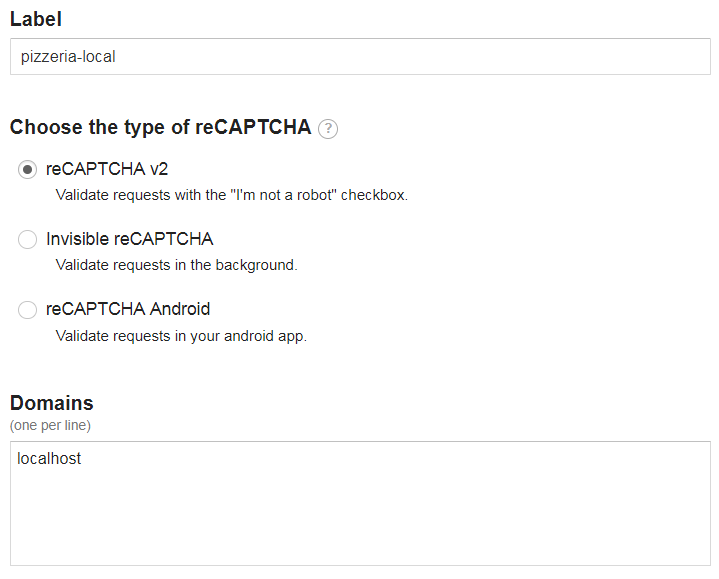 Label
pizzeria-local
Choose the type of reCAPTCHA ?
reCAPTCHA v2
Validate requests with the "I'm not a robot" checkbox.
Invisible reCAPTCHA
Validate requests in the background.
reCAPTCHA Android
Validate requests in your android app.
Domains
(one per line)
localhost